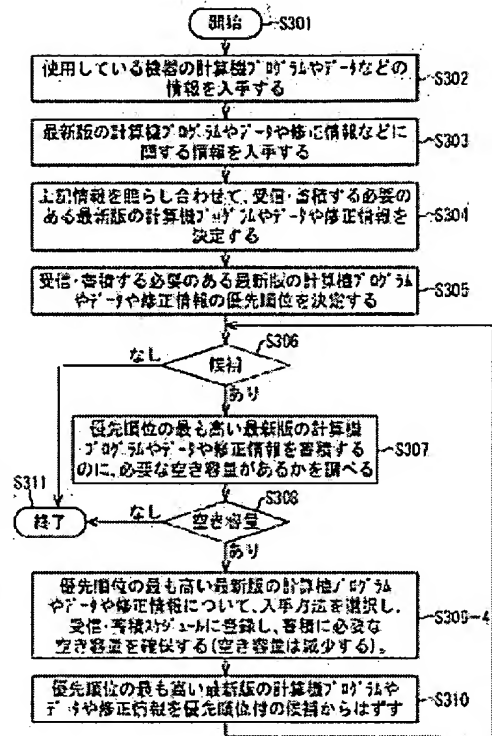 開始
S301
使用している機器の計算機プログラムやデータなどの
情報を入手する
S302
最新版の計算機プログラムやデータや修正情報などに
関する情報を入手する
S303
上記情報を照らし合わせて、受信・蓄積する必要の
ある最新版の計算機プログラムやデータや修正情報を
決定する
S304
受信・蓄積する必要のある最新版の計算機プログラム
やデータや修正情報の優先順位を決定する
S305
S306
なし
候補
あり
優先順位の最も高い最新版の計算機
プログラムやデータや修正情報を蓄積する
のに、必要な空き容量があるかを調べる
S307
S311
終了
S308
なし
空き容量
あり
優先順位の最も高い最新版の計算機プログラム
やデータや修正情報について、入手方法を選択し、
受信・蓄積スケジュールに登録し、蓄積に必要な
空き容量を確保する(空き容量は減少する)。
S309-4
優先順位の最も高い最新版の計算機プログラムや
データや修正情報を優先順位付の候補からはずす
S310